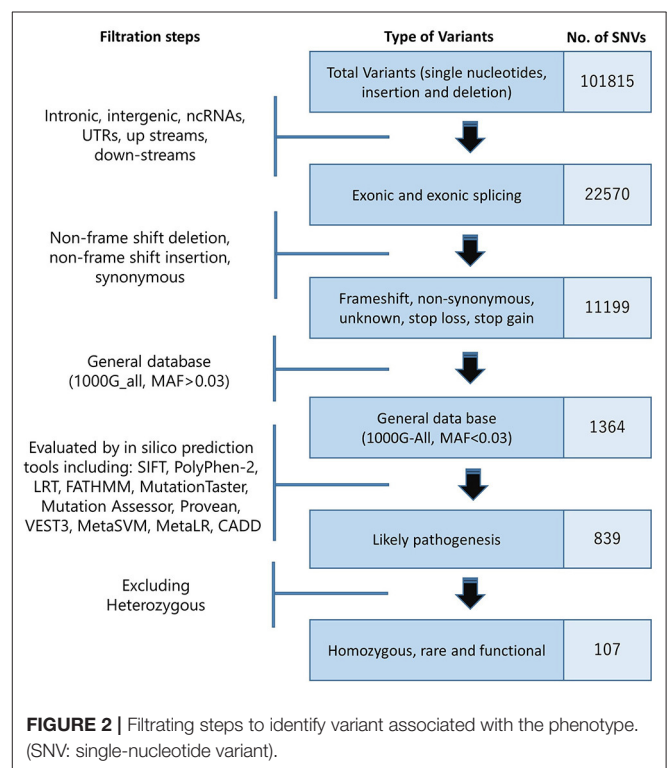 Filtration steps
Type of Variants
No. of SNVs
Total Variants (single nucleotides,
insertion and deletion)
101815
Intronic, intergenic, ncRNAs,
UTRs, up streams,
down-streams
Exonic and exonic splicing
22570
Non-frame shift deletion,
non-frame shift insertion,
synonymous
Frameshift, non-synonymous,
unknown, stop loss, stop gain
11199
General database
(1000G_all, MAF>0.03)
General data base
(1000G-All, MAF<0.03)
1364
Evaluated by in silico prediction
tools including: SIFT, PolyPhen-2,
LRT, FATHMM, MutationTaster,
Mutation Assessor, Provean,
VEST3, MetaSVM, MetaLR, CADD
Likely pathogenesis
839
Excluding
Heterozygous
Homozygous, rare and functional
107
FIGURE 2 | Filtrating steps to identify variant associated with the phenotype.
(SNV: single-nucleotide variant).